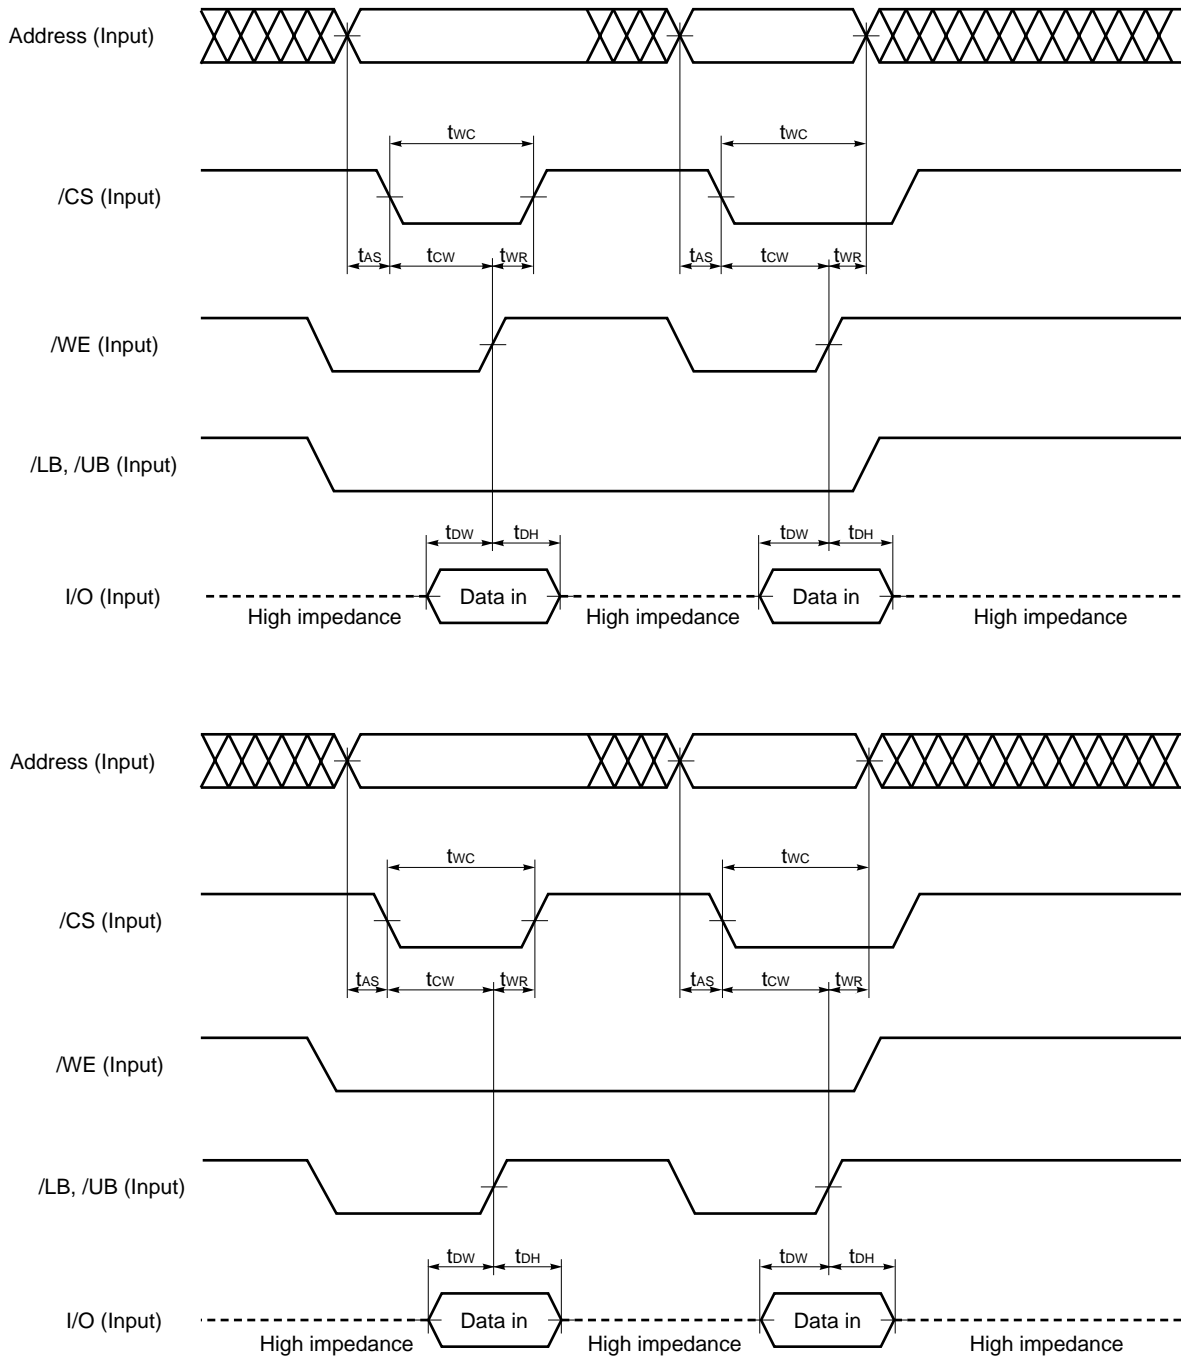 Address (Input)
tWC tWC
/CS (Input)
tAS tCW tWR tAS tCW tWR
/WE (Input)
/LB, /UB (Input)
tDW tDH tDW tDH
I/O (Input) Data in Data in
High impedance High impedance High impedance
Address (Input)
tWC tWC
/CS (Input)
tAS tCW tWR tAS tCW tWR
/WE (Input)
/LB, /UB (Input)
tDW tDH tDW tDH
I/O (Input) Data in Data in
High impedance High impedance High impedance